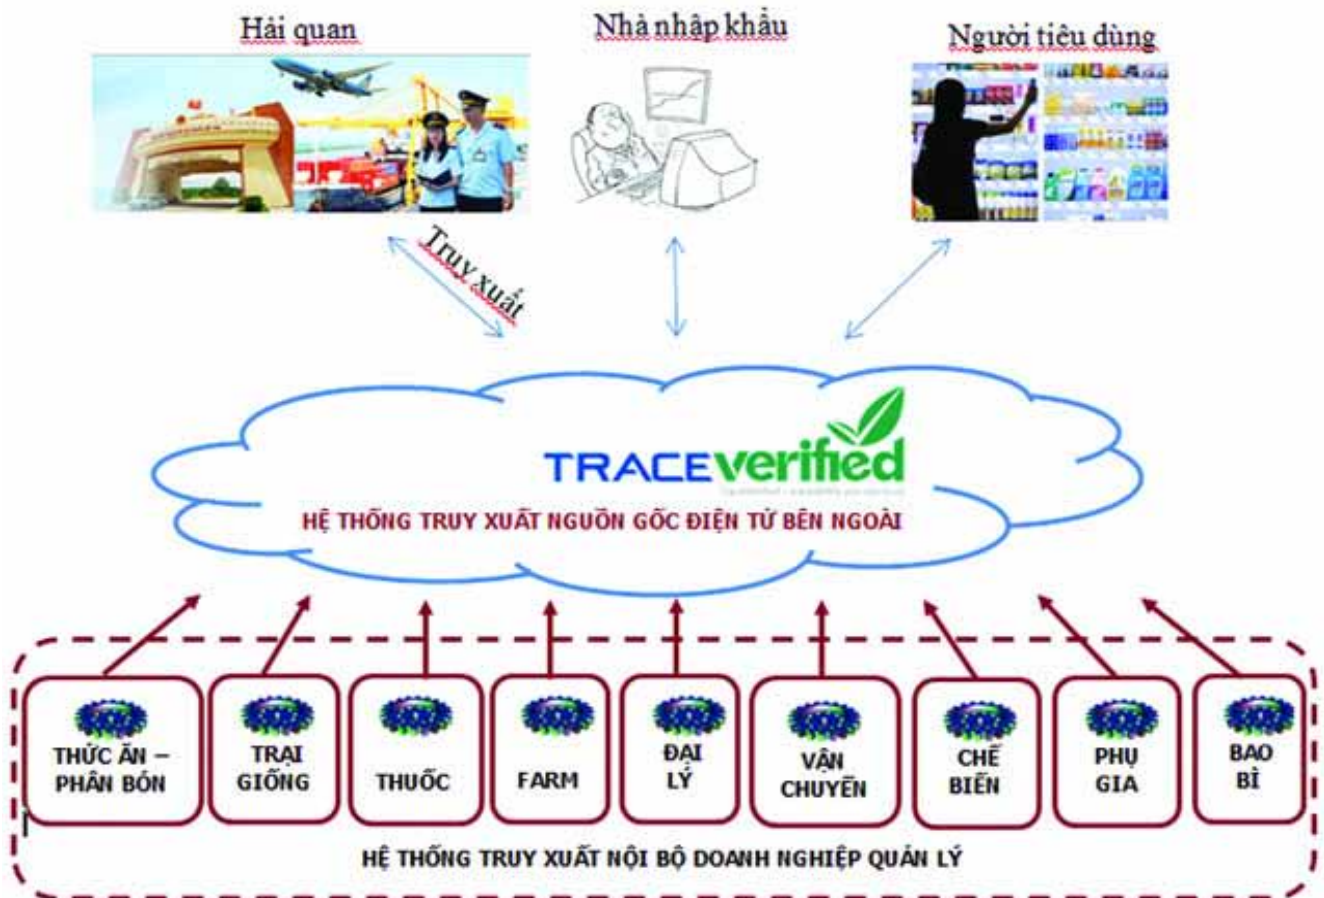 Hải quan
Nhà nhập khẩu
Người tiêu dùng
Truy xuất
TRACEverified
HỆ THỐNG TRUY XUẤT NGUỒN GỐC ĐIỆN TỬ BÊN NGOÀI
THỨC ĂN –
PHÂN BÓN
TRẠI
GIỐNG
THUỐC
FARM
ĐẠI
LÝ
VẬN
CHUYỂN
CHẾ
BIẾN
PHỤ
GIA
BAO
BÌ
HỆ THỐNG TRUY XUẤT NỘI BỘ DOANH NGHIỆP QUẢN LÝ